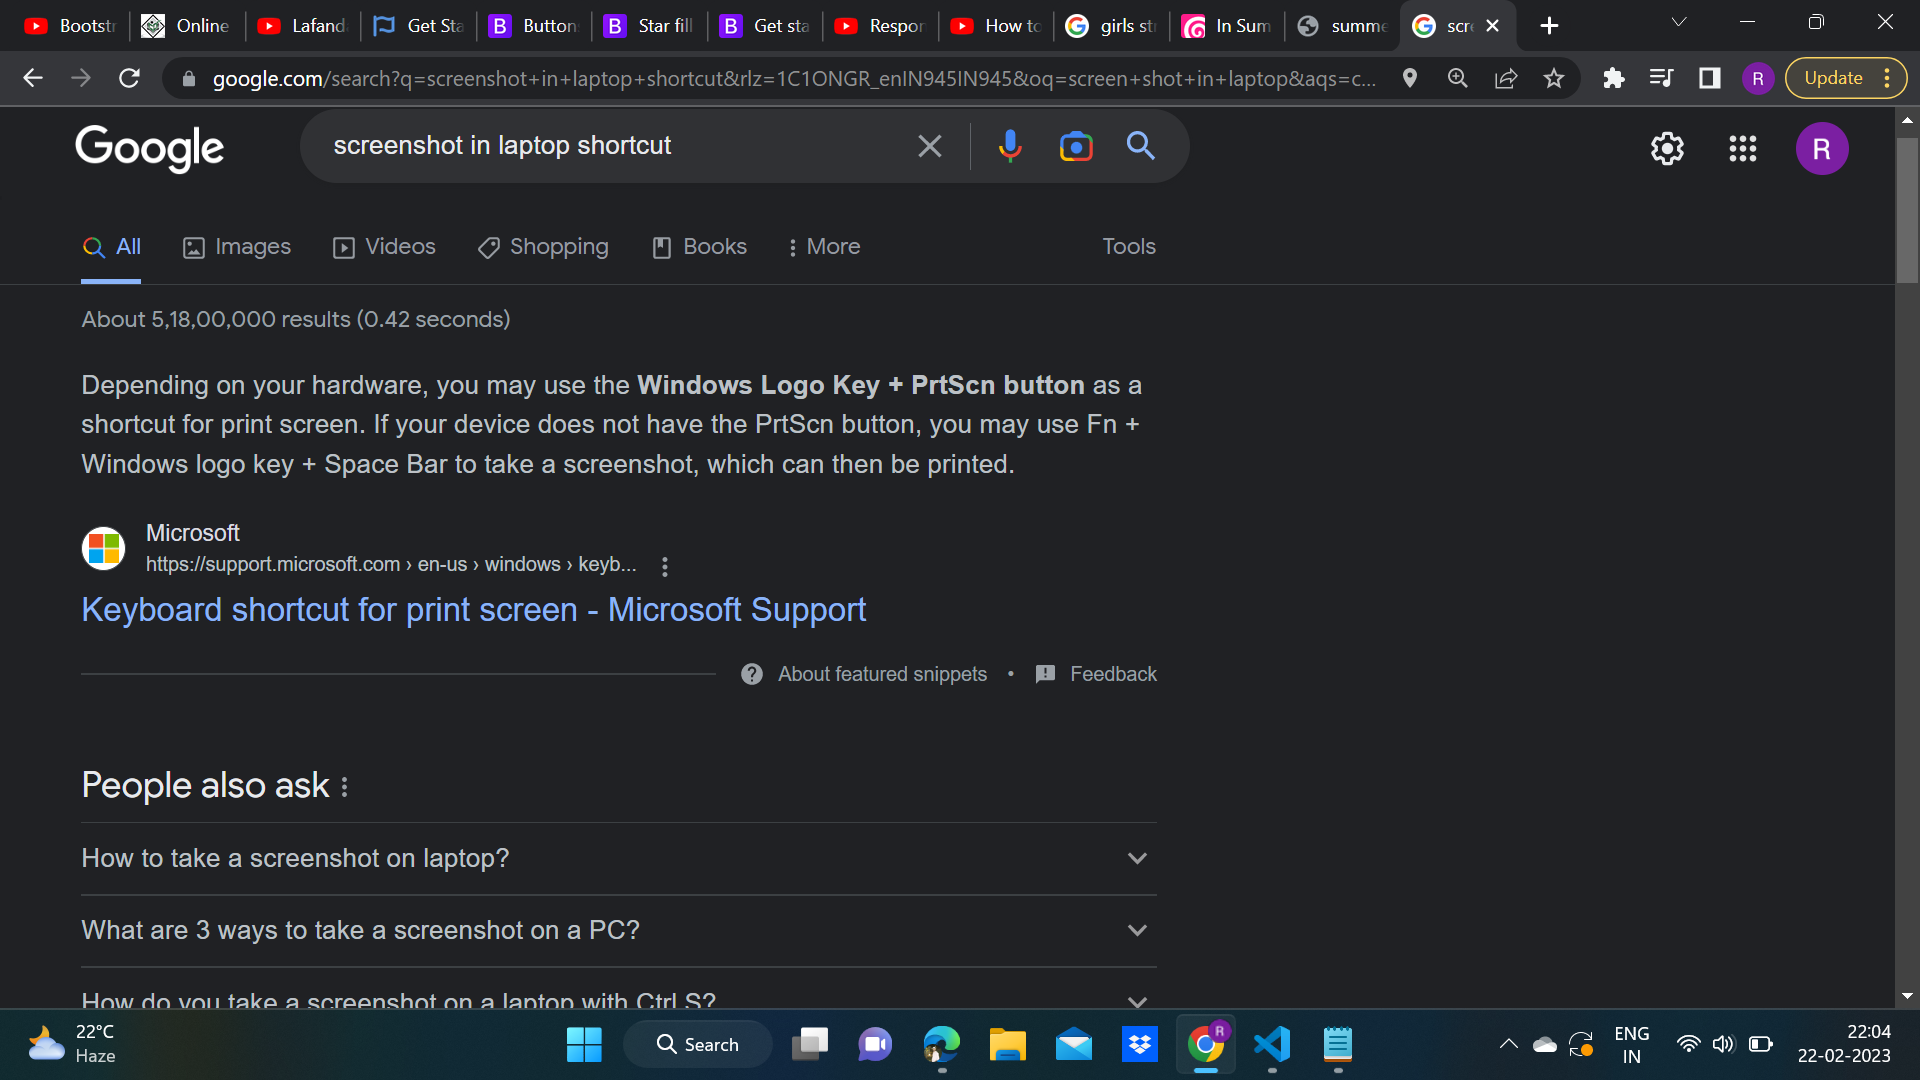 Bootstr
Online
Lafand
Get Sta
Button
Star fill
Get sta
Respor
How to
girls str
In Sum
summe
scre
google.com/search?q=screenshot+in+laptop+shortcut&rlz=1C1ONGR_enIN945IN945&oq=screen+shot+in+laptop&aqs=c...
R
Update
Google
screenshot in laptop shortcut
R
All
Images
Videos
Shopping
Books
More
Tools
About 5,18,00,000 results (0.42 seconds)
Depending on your hardware, you may use the Windows Logo Key + PrtScn button as a
shortcut for print screen. If your device does not have the PrtScn button, you may use Fn +
Windows logo key + Space Bar to take a screenshot, which can then be printed.
Microsoft
https://support.microsoft.com › en-us › windows › keyb...
Keyboard shortcut for print screen - Microsoft Support
About featured snippets • Feedback
People also ask
How to take a screenshot on laptop?
What are 3 ways to take a screenshot on a PC?
How do you take a screenshot on a laptop with Ctrl S?
22°C
Haze
Search
R
ENG
IN
22:04
22-02-2023